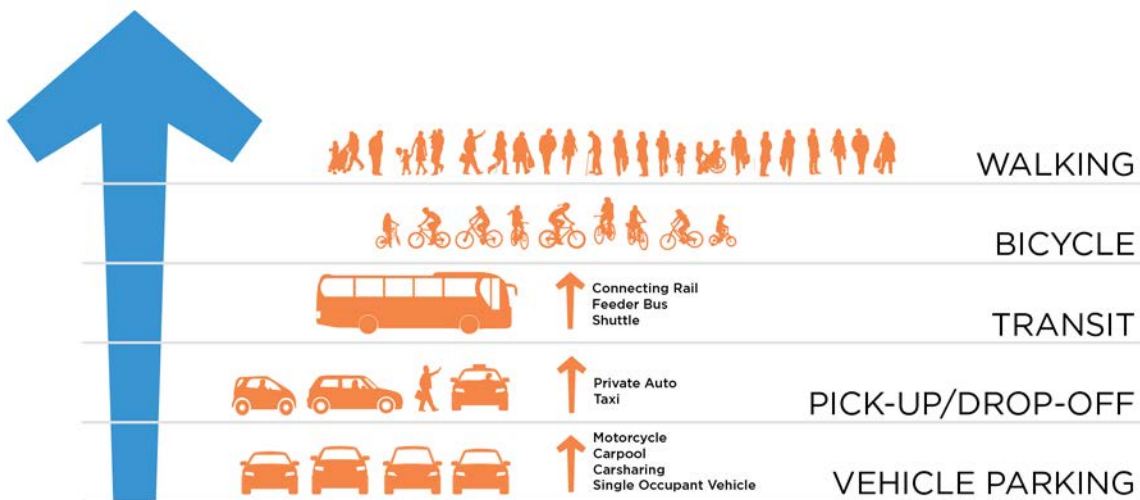 WALKING
BICYCLE
Connecting Rail
Feeder Bus
Shuttle
TRANSIT
Private Auto
Taxi
PICK-UP/DROP-OFF
Motorcycle
Carpool
Carsharing
Single Occupant Vehicle
VEHICLE PARKING